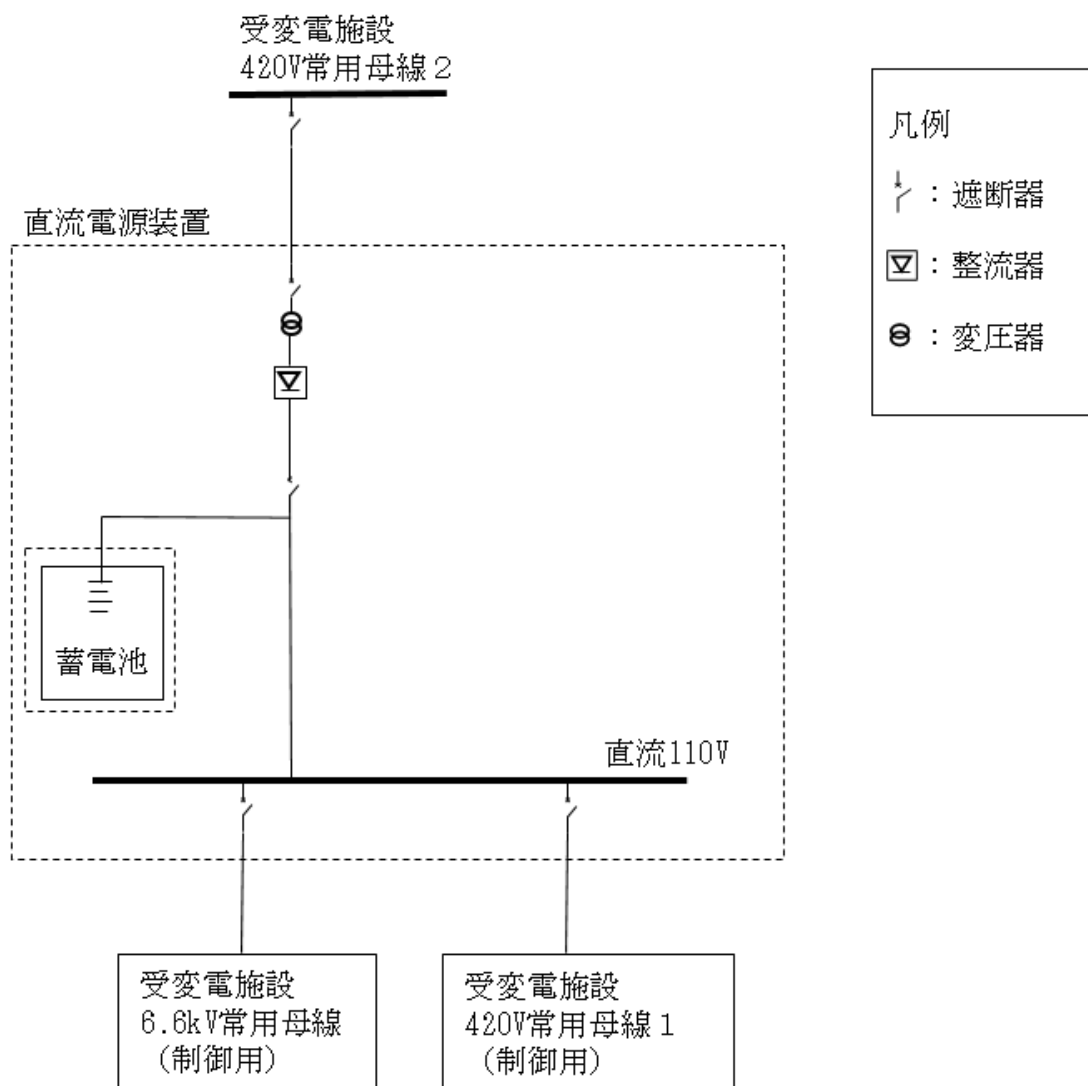 受変電施設
420V常用母線2
凡例
：遮断器
：整流器
：変圧器
直流電源装置
蓄電池
直流110V
受変電施設
6.6kV常用母線
（制御用）
受変電施設
420V常用母線1
（制御用）